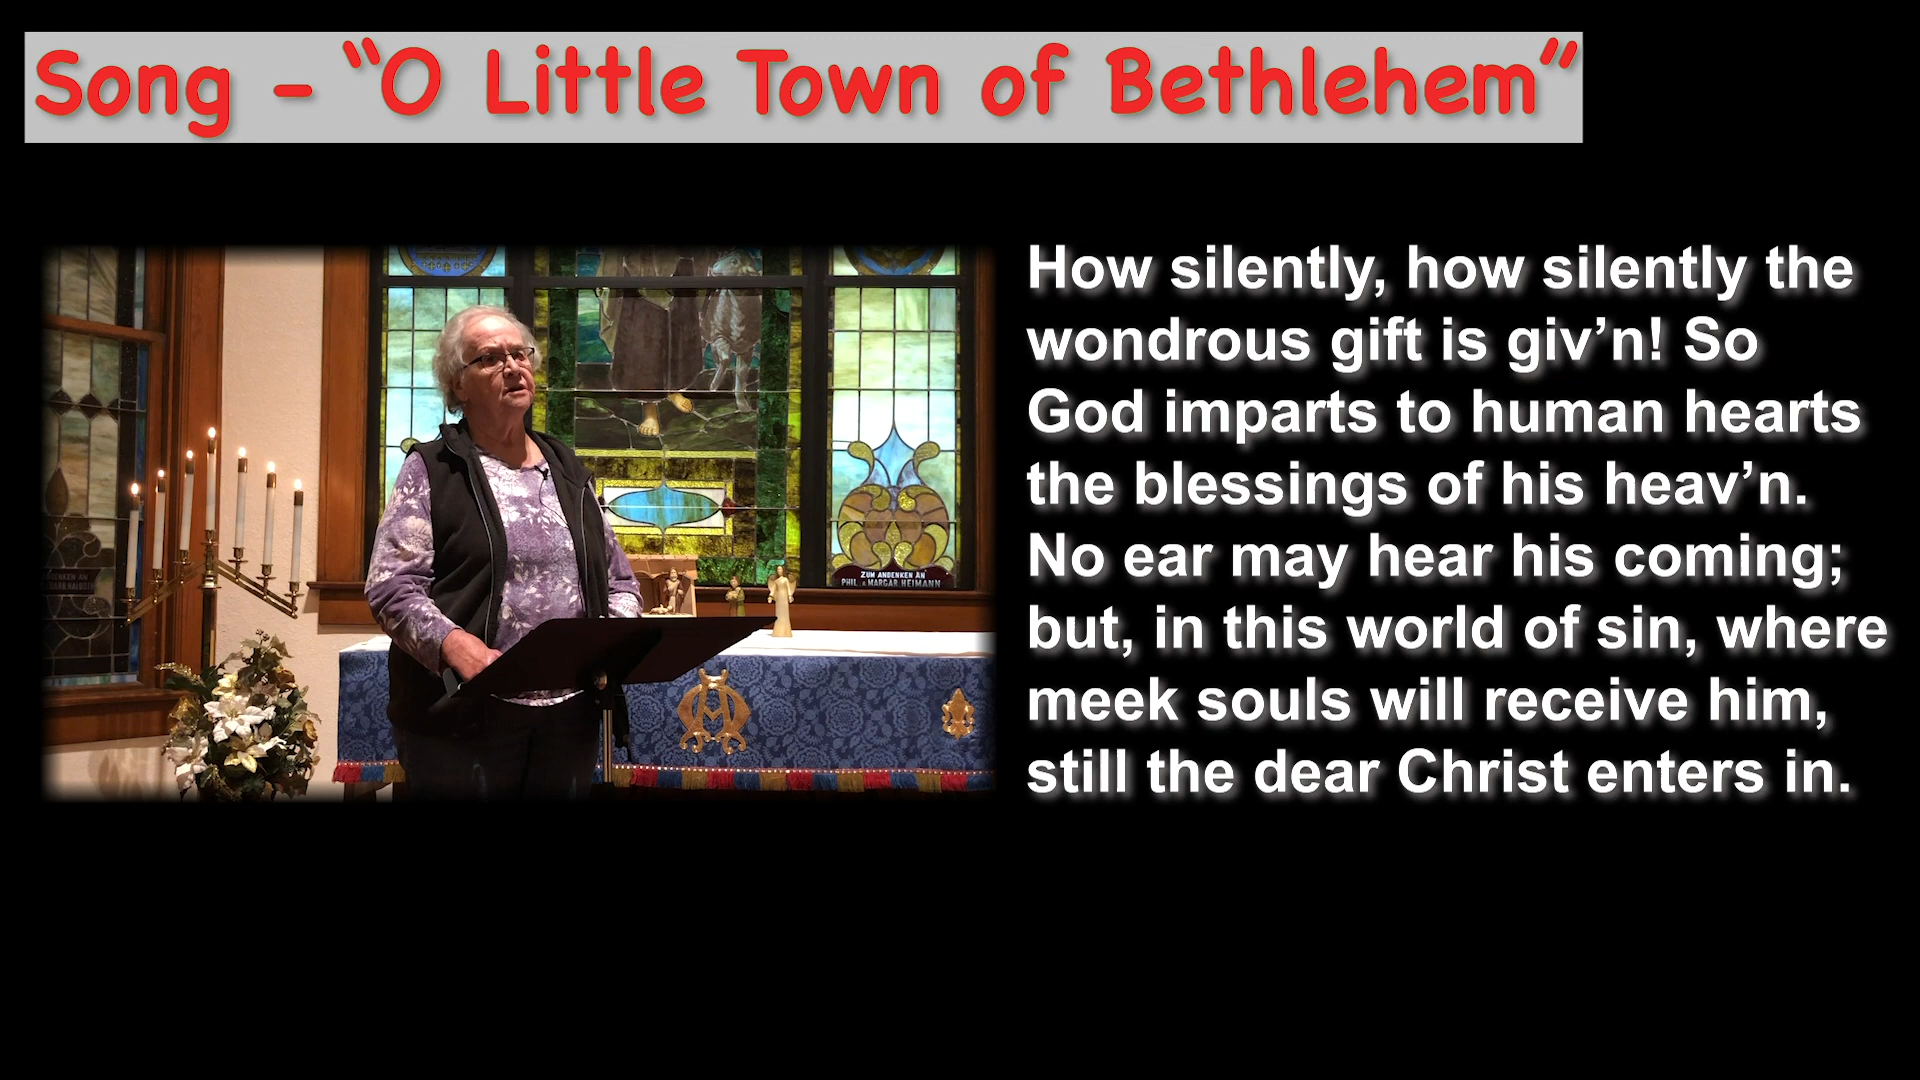 Song - “O Little Town of Bethlehem”
How silently, how silently the
wondrous gift is giv’n! So
God imparts to human hearts
the blessings of his heav’n.
No ear may hear his coming;
but, in this world of sin, where
meek souls will receive him,
still the dear Christ enters in.
ZUM ANDENKEN AN
PHIL. & MARGAR. HEIMANN